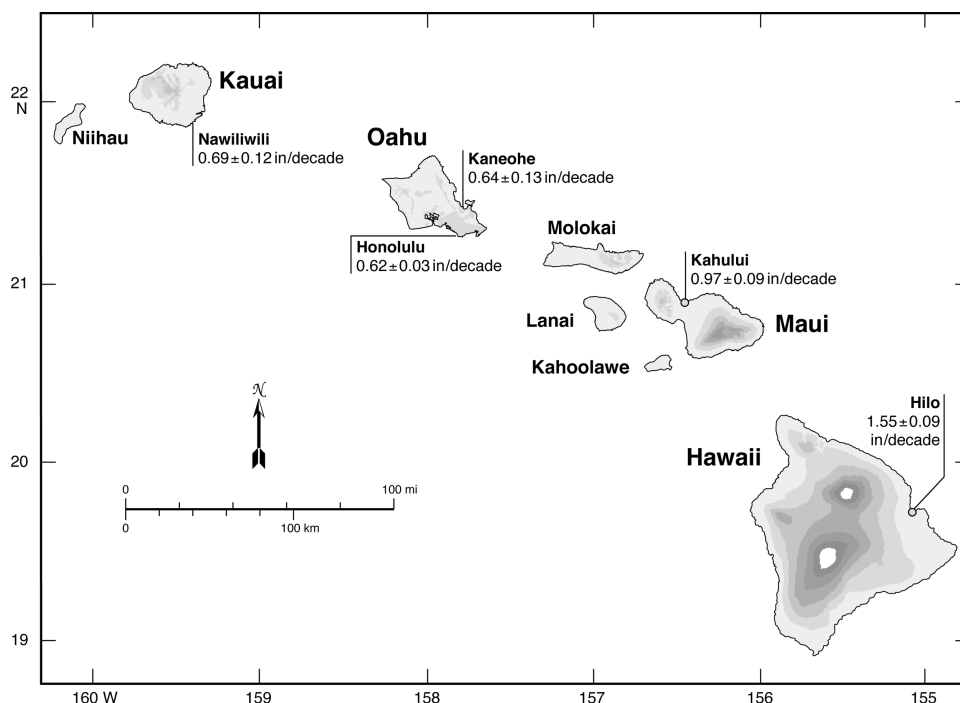 22
N
21
20
19
160 W
159
158
157
156
155
Kauai
Niihau
Nawiliwili
0.69±0.12 in/decade
Oahu
Kaneohe
0.64±0.13 in/decade
Honolulu
0.62±0.03 in/decade
Molokai
Kahului
0.97±0.09 in/decade
Lanai
Maui
Kahoolawe
Hilo
1.55±0.09
in/decade
Hawaii
N
0
100 mi
0
100 km